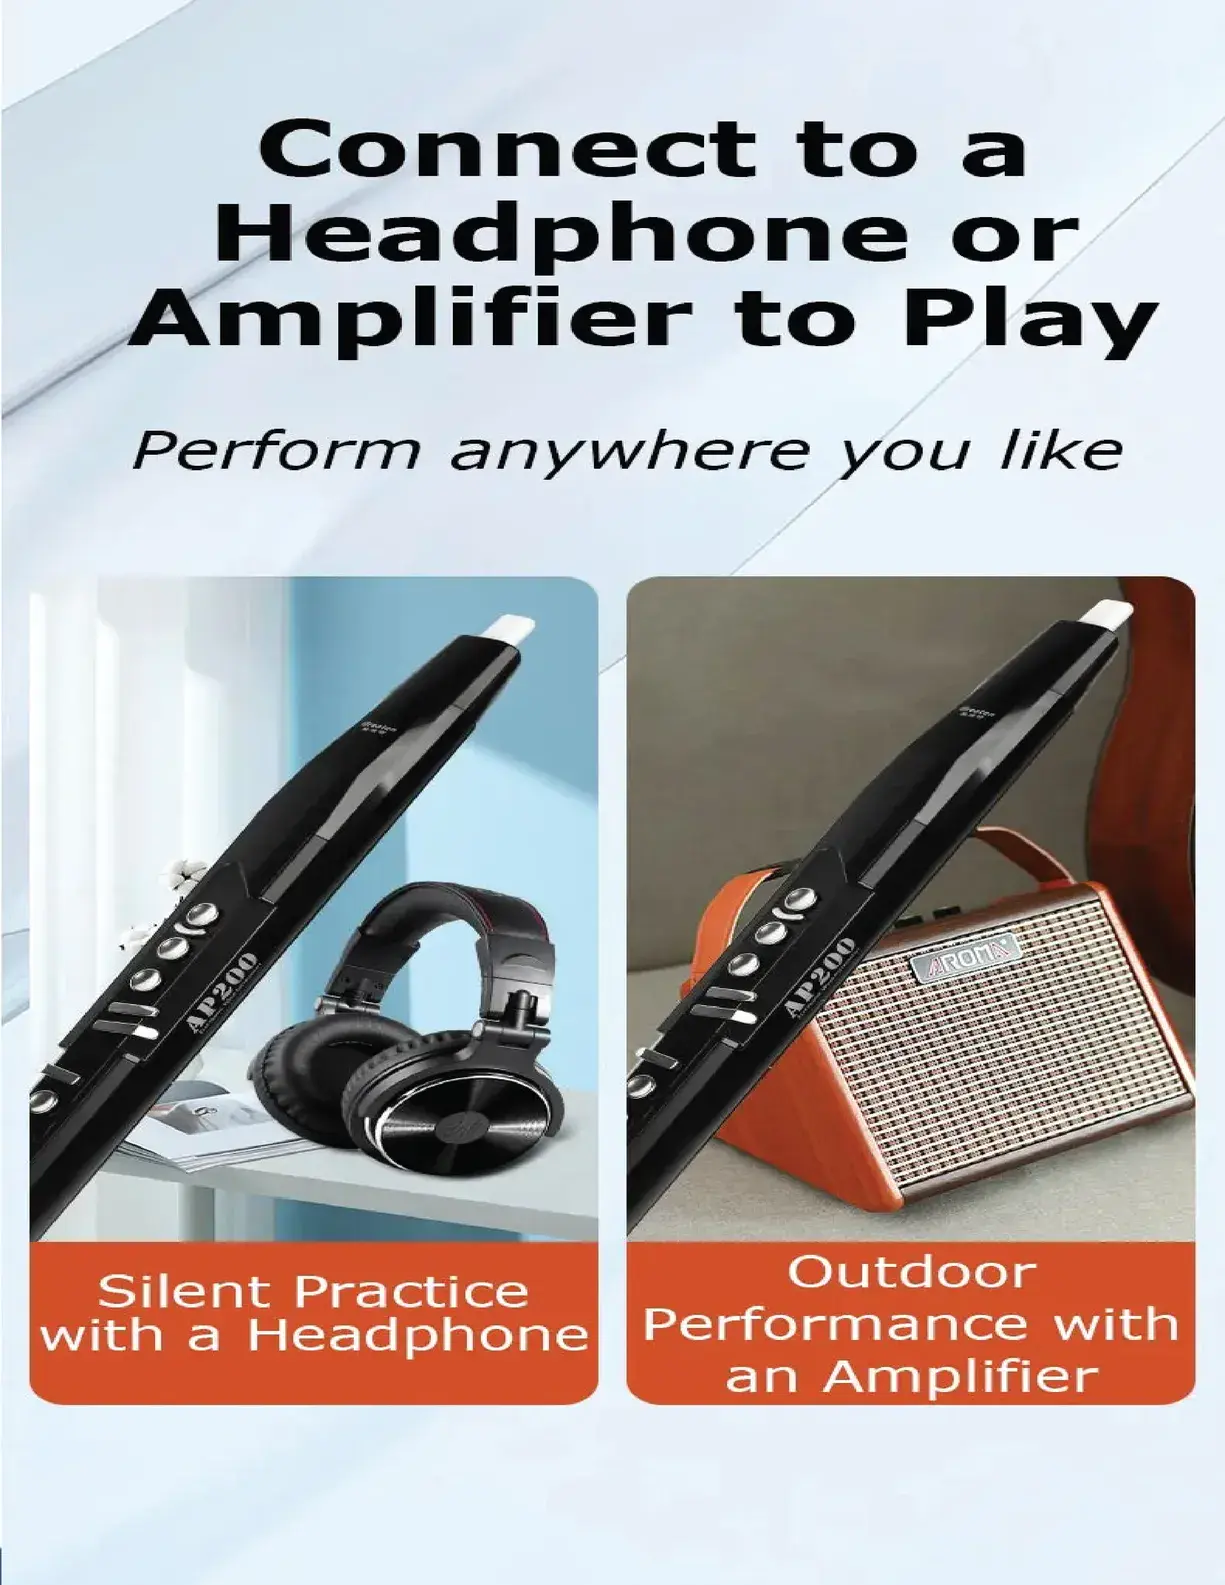 Connect to a
Headphone or
Amplifier to Play
Perform anywhere you like
AP200
AP200
AROMA
Silent Practice
with a Headphone
Outdoor
Performance with
an Amplifier